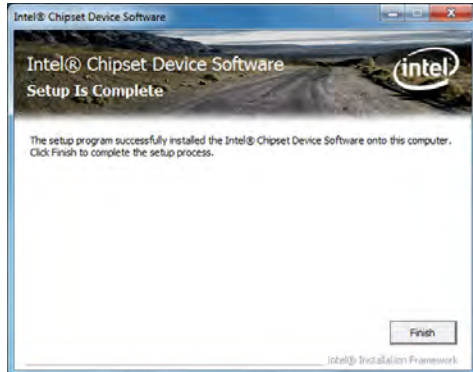 Intel® Chipset Device Software
Intel® Chipset Device Software
intel
Setup Is Complete
The setup program successfully installed the Intel® Chipset Device Software onto this computer.
Click Finish to complete the setup process.
Finish
Intel® Installation Framework